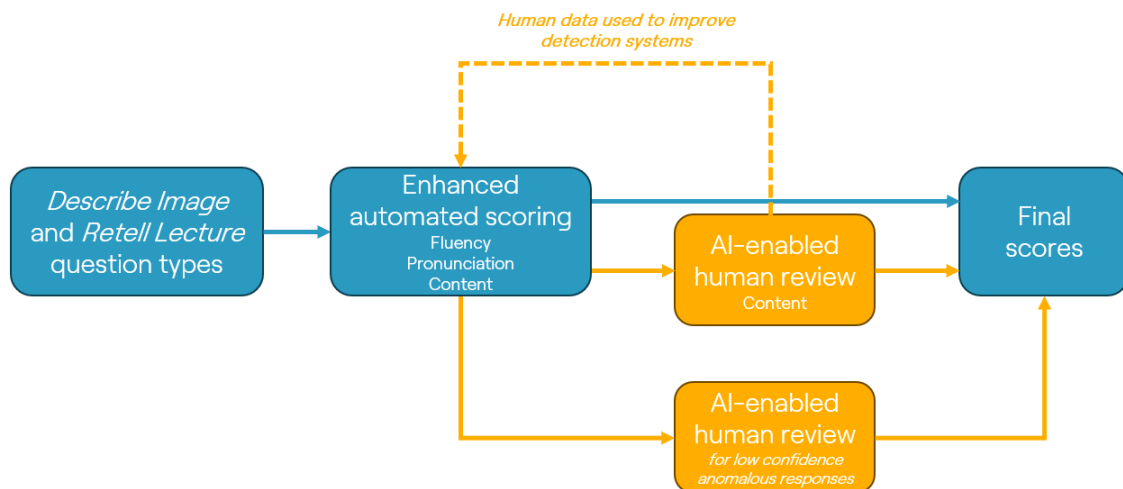 Human data used to improve
detection systems
Describe Image
and Retell Lecture
question types
Enhanced
automated scoring
Fluency
Pronunciation
Content
AI-enabled
human review
Content
Final
scores
AI-enabled
human review
for low confidence
anomalous responses